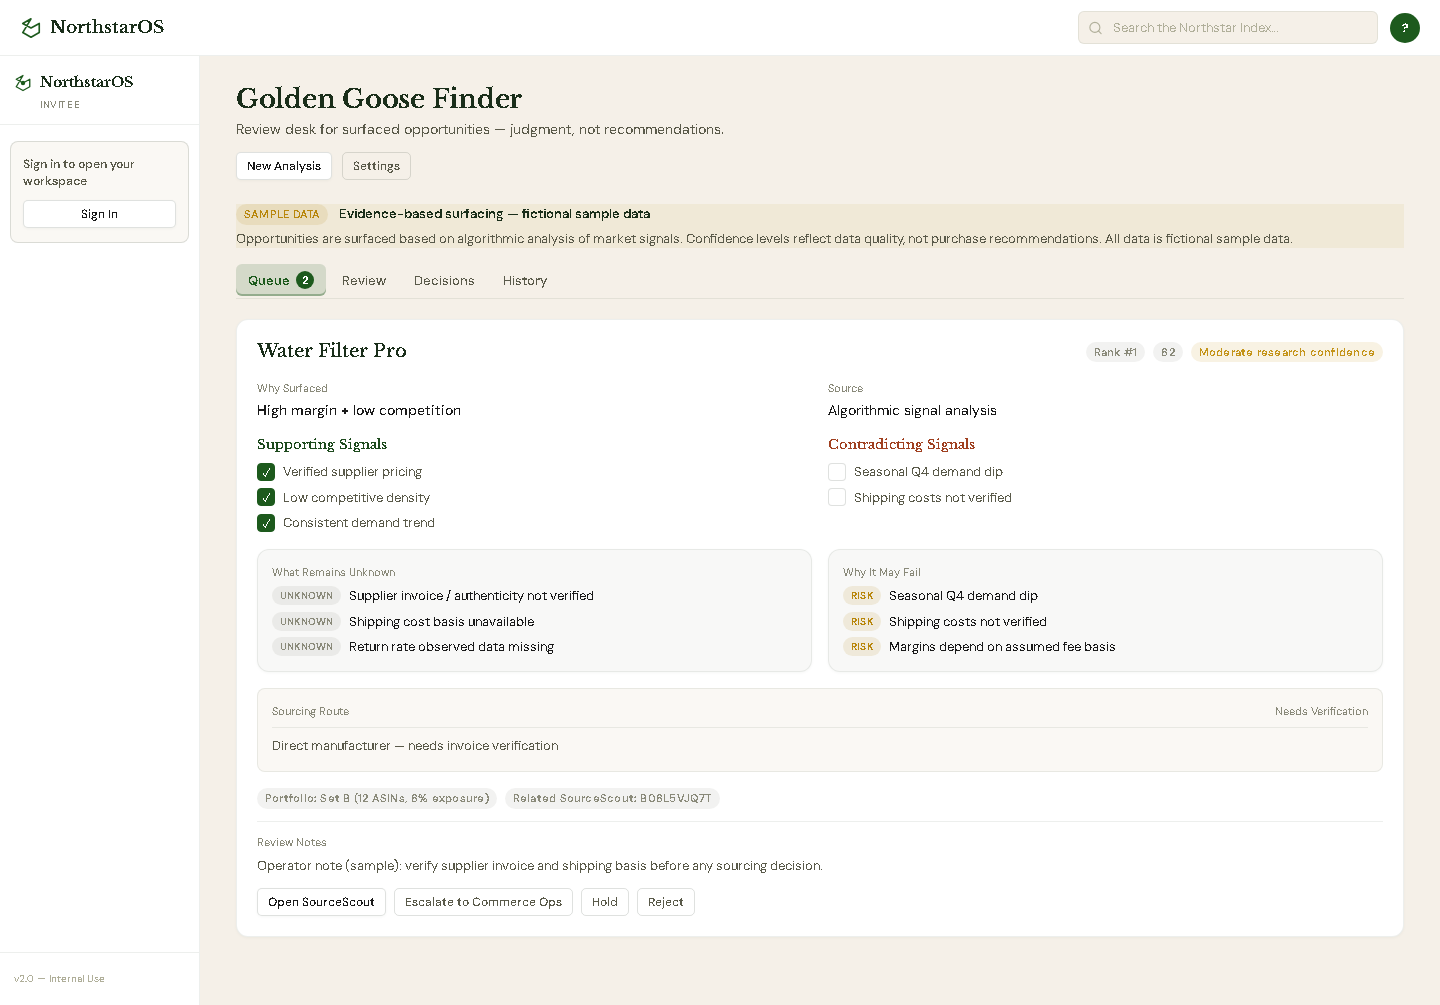 NorthstarOS
Search the Northstar Index...
?
NorthstarOS
INVITEE
Sign in to open your
workspace
Sign In
v2.0 — Internal Use
Golden Goose Finder
Review desk for surfaced opportunities — judgment, not recommendations.
New Analysis
Settings
SAMPLE DATA Evidence-based surfacing — fictional sample data
Opportunities are surfaced based on algorithmic analysis of market signals. Confidence levels reflect data quality, not purchase recommendations. All data is fictional sample data.
Queue 2
Review
Decisions
History
Water Filter Pro
Rank #1
82
Moderate research confidence
Why Surfaced
High margin + low competition
Source
Algorithmic signal analysis
Supporting Signals
Verified supplier pricing
Low competitive density
Consistent demand trend
Contradicting Signals
Seasonal Q4 demand dip
Shipping costs not verified
What Remains Unknown
UNKNOWN Supplier invoice / authenticity not verified
UNKNOWN Shipping cost basis unavailable
UNKNOWN Return rate observed data missing
Why It May Fail
RISK Seasonal Q4 demand dip
RISK Shipping costs not verified
RISK Margins depend on assumed fee basis
Sourcing Route
Needs Verification
Direct manufacturer — needs invoice verification
Portfolio: Set B (12 ASINs, 8% exposure)
Related SourceScout: B08L5VJQ7T
Review Notes
Operator note (sample): verify supplier invoice and shipping basis before any sourcing decision.
Open SourceScout
Escalate to Commerce Ops
Hold
Reject